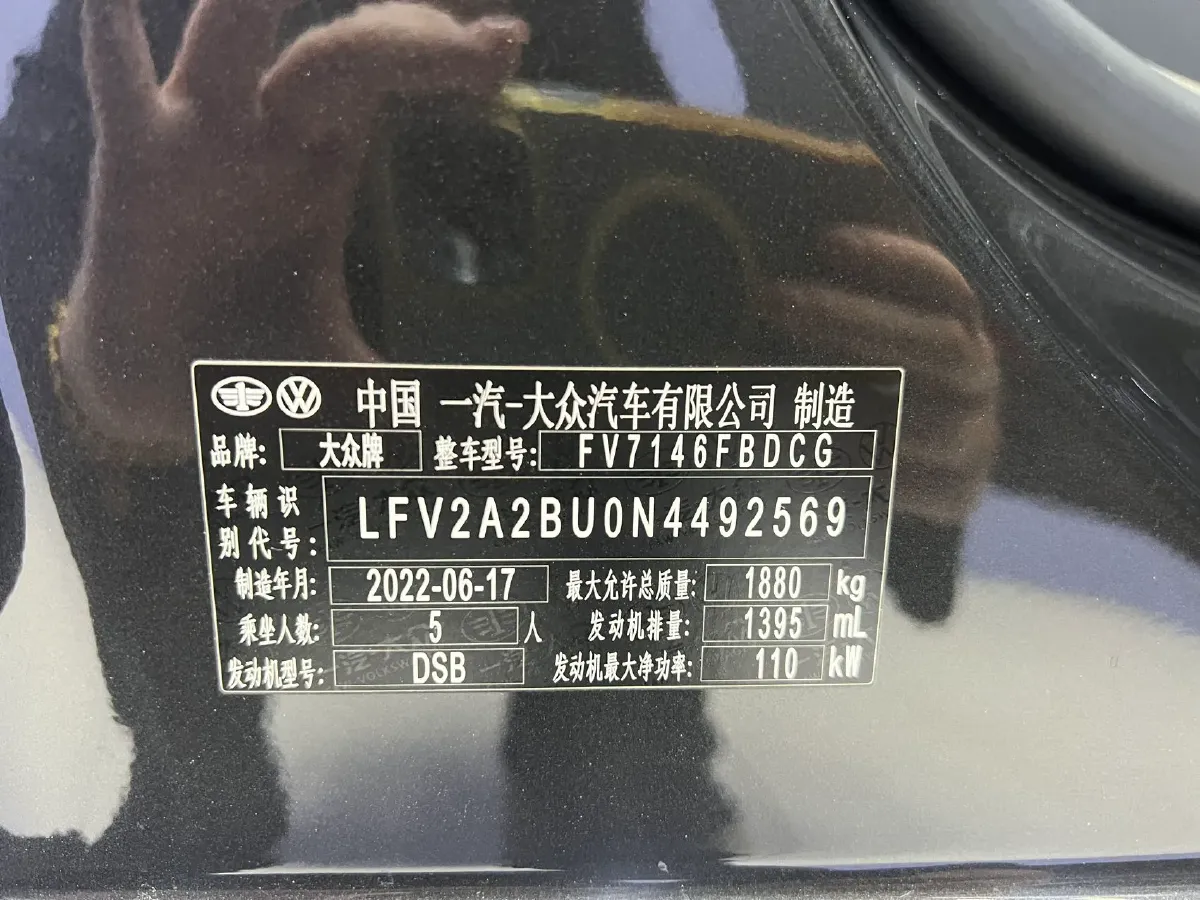 中国 一汽-大众汽车有限公司 制造
品牌: 大众牌 整车型号: FV7146FBDCG
车辆识别代号: LFV2A2BU0N4492569
制造年月: 2022-06-17 最大允许总质量: 1880 kg
乘坐人数: 5 人 发动机排量: 1395 mL
发动机型号: DSB 发动机最大净功率: 110 kW